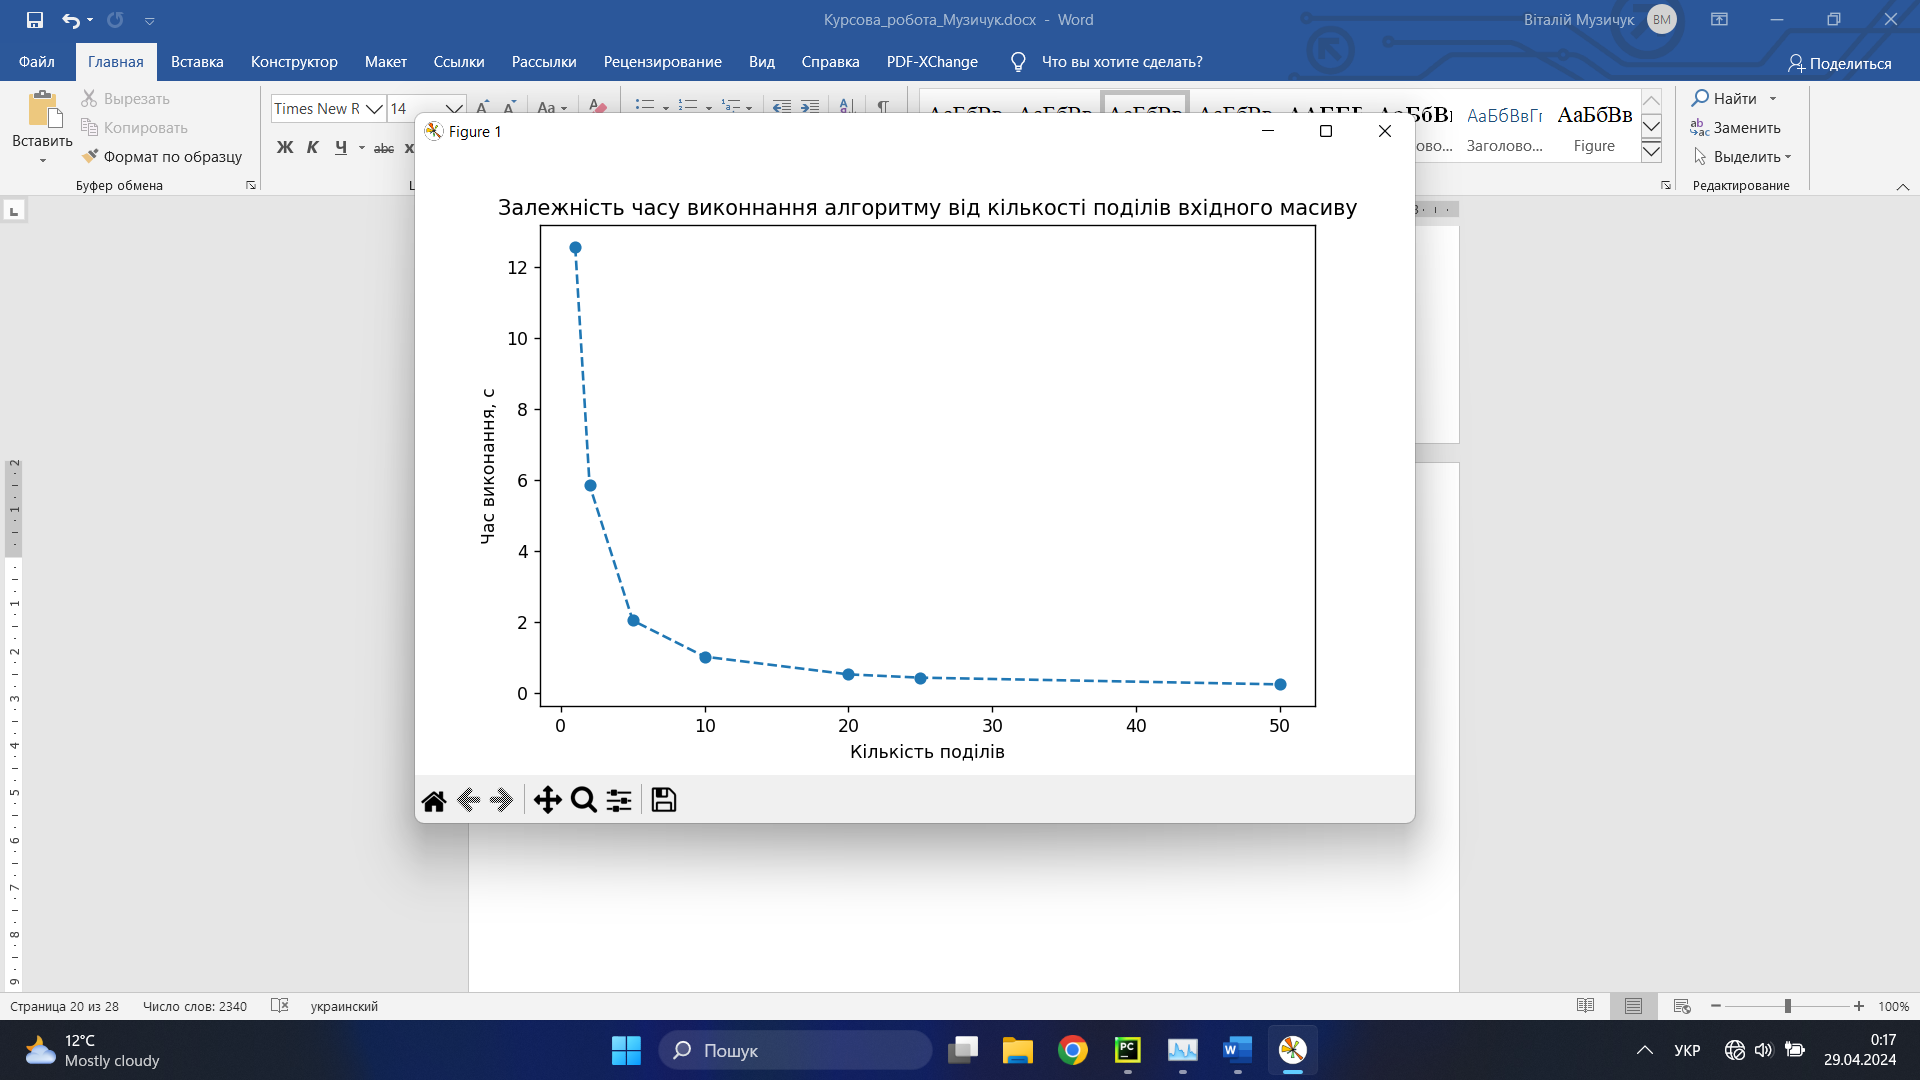 Курсова_робота_Музичук.docx - Word
Віталій Музичук
ВМ
Файл
Главная
Вставка
Конструктор
Макет
Ссылки
Рассылки
Рецензирование
Вид
Справка
PDF-XChange
Что вы хотите сделать?
Поделиться
Вставить
Вырезать
Копировать
Формат по образцу
Буфер обмена
Times New R
14
Aa
Ж К Ч abc
АаБбВвГг
АаБбВв
ово...
Заголово...
Figure
Найти
Заменить
Выделить
Редактирование
Figure 1
Залежність часу виконнання алгоритму від кількості поділів вхідного масиву
Час виконання, с
12
10
8
6
4
2
0
0 10 20 30 40 50
Кількість поділів
Страница 20 из 28
Число слов: 2340
украинский
100%
12°C
Mostly cloudy
Пошук
УКР
0:17
29.04.2024